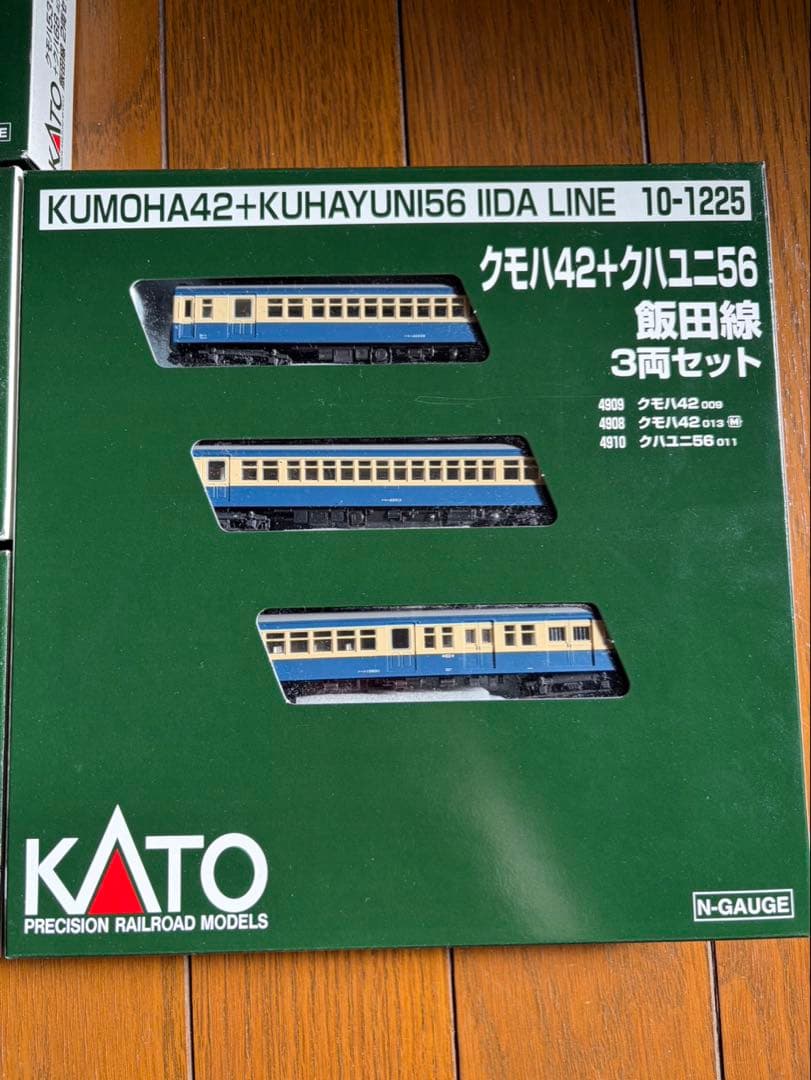 E
KATO
KUMOHA42+KUHAYUNI56 IIDA LINE 10-1225
クモハ42+クハユニ56
飯田線
3両セット
4909 クモハ42 009
4908 クモハ42 013 M
4910 クハユニ56 011
KATO
PRECISION RAILROAD MODELS
N-GAUGE